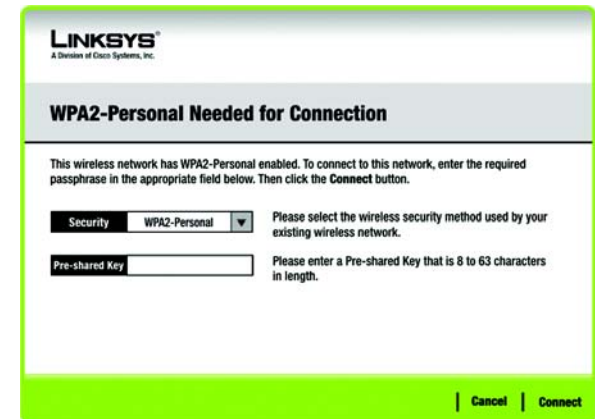 LINKSYS®
A Division of Cisco Systems, Inc.
WPA2-Personal Needed for Connection
This wireless network has WPA2-Personal enabled. To connect to this network, enter the required
passphrase in the appropriate field below. Then click the Connect button.
Security WPA2-Personal
Please select the wireless security method used by your
existing wireless network.
Pre-shared Key
Please enter a Pre-shared Key that is 8 to 63 characters
in length.
Cancel Connect